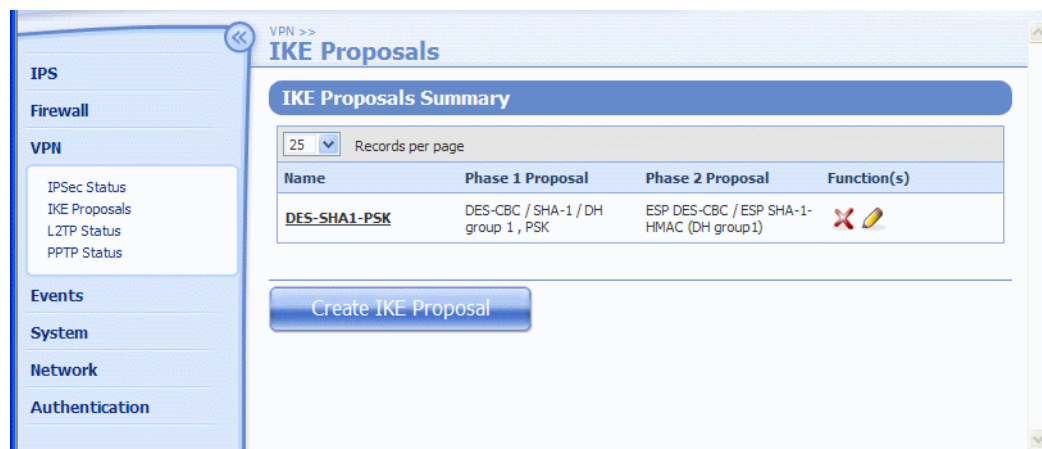 IPS
Firewall
VPN
IPSec Status
IKE Proposals
L2TP Status
PPTP Status
Events
System
Network
Authentication
VPN >>
IKE Proposals
IKE Proposals Summary
25 Records per page
Name Phase 1 Proposal Phase 2 Proposal Function(s)
DES-SHA1-PSK DES-CBC / SHA-1 / DH ESP DES-CBC / ESP SHA-1-
group 1 , PSK HMAC (DH group1)
Create IKE Proposal